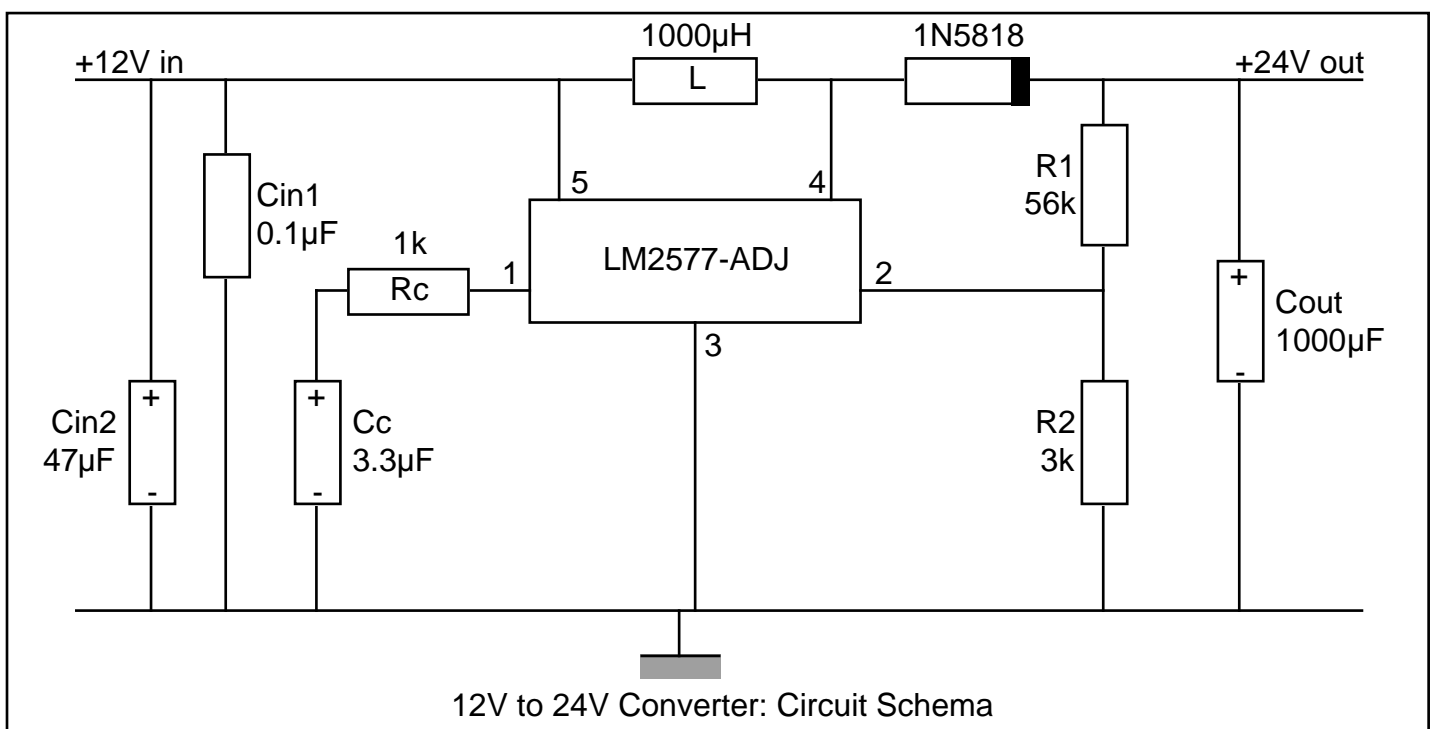 1000µH
1N5818
+12V in
+24V out
L
5
4
R1
56k
Cin1
0.1µF
1k
LM2577-ADJ
1
2
Rc
+
Cout
1000µF
3
-
+
+
Cin2
47µF
Cc
3.3µF
R2
3k
-
-
12V to 24V Converter: Circuit Schema